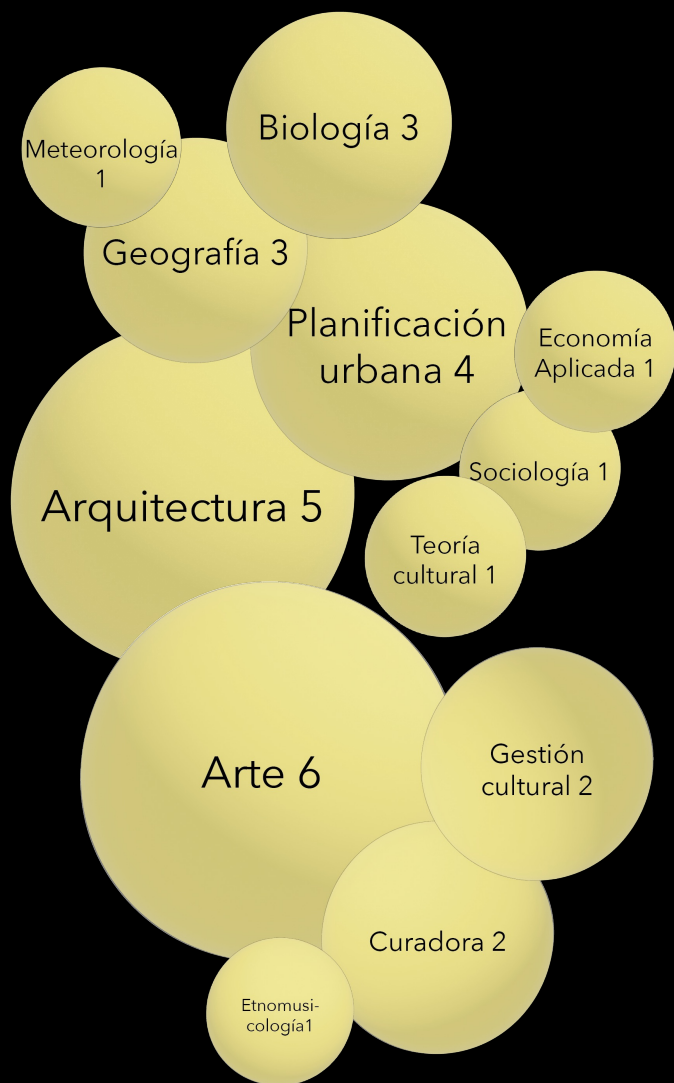 Biología 3
Meteorología
1
Geografía 3
Planificación
urbana 4
Economía
Aplicada 1
Sociología 1
Arquitectura 5
Teoría
cultural 1
Arte 6
Gestión
cultural 2
Curadora 2
Etnomusi-
cología1